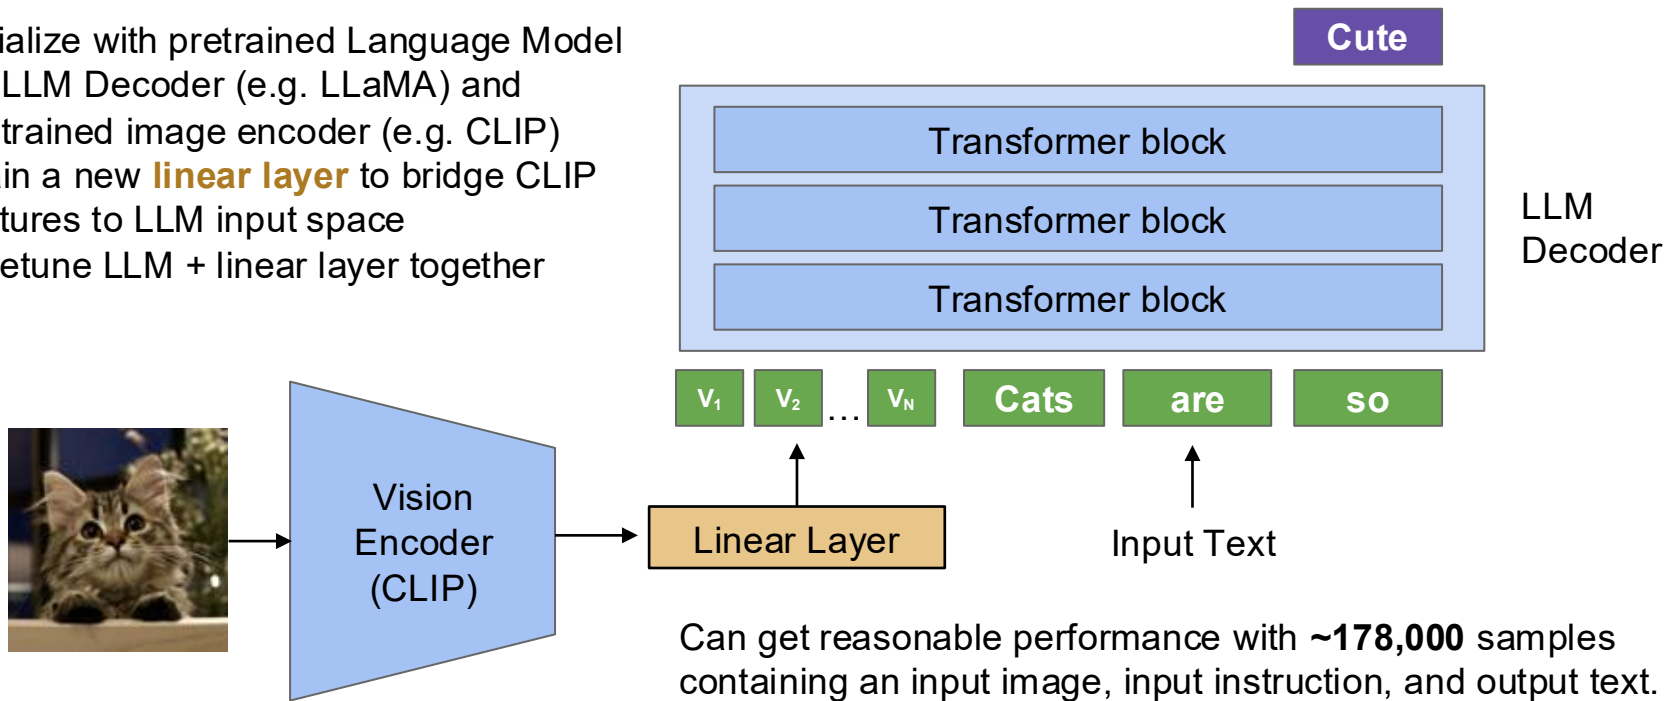 ialize with pretrained Language Model
LLM Decoder (e.g. LLaMA) and
trained image encoder (e.g. CLIP)
in a new linear layer to bridge CLIP
tures to LLM input space
etune LLM + linear layer together
Cute
Transformer block
Transformer block
Transformer block
LLM
Decoder
V₁ V₂ ... V_N Cats are so
Vision
Encoder
(CLIP)
Linear Layer
Input Text
Can get reasonable performance with ~178,000 samples
containing an input image, input instruction, and output text.